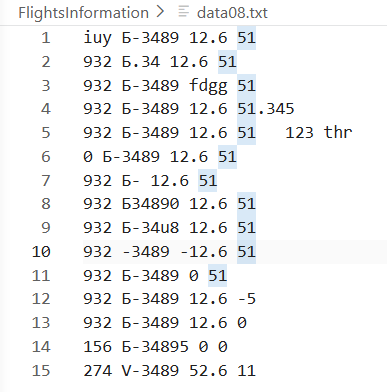 FlightsInformation > data08.txt
1 iuy Б-3489 12.6 51
2 932 Б.34 12.6 51
3 932 Б-3489 fdgg 51
4 932 Б-3489 12.6 51.345
5 932 Б-3489 12.6 51   123 thr
6 0 Б-3489 12.6 51
7 932 Б- 12.6 51
8 932 Б34890 12.6 51
9 932 Б-34u8 12.6 51
10 932 -3489 -12.6 51
11 932 Б-3489 0 51
12 932 Б-3489 12.6 -5
13 932 Б-3489 12.6 0
14 156 Б-34895 0 0
15 274 V-3489 52.6 11